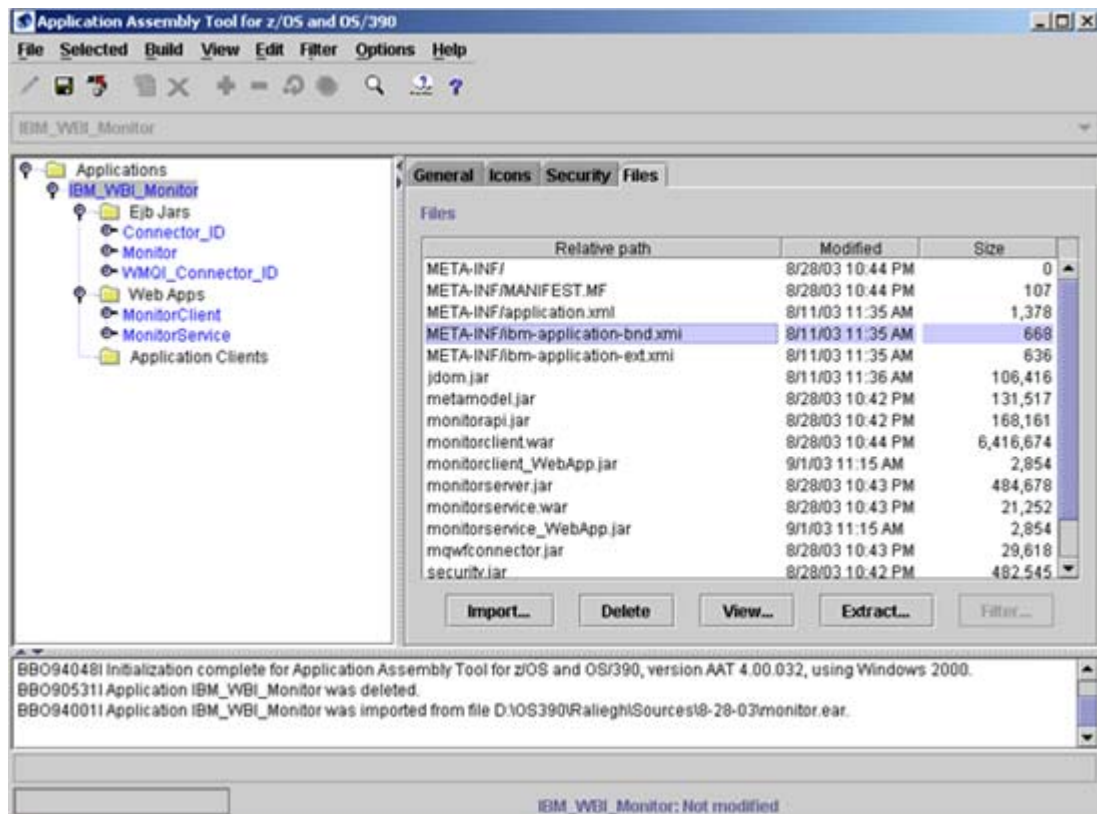 Application Assembly Tool for z/OS and OS/390
File Selected Build View Edit Filter Options Help
IBM_WBI_Monitor
Applications
IBM_WBI_Monitor
Ejb Jars
Connector_ID
Monitor
WMQI_Connector_ID
Web Apps
MonitorClient
MonitorService
Application Clients
General Icons Security Files
Files
Relative path Modified Size
META-INF/ 8/28/03 10:44 PM 0
META-INF/MANIFEST.MF 8/28/03 10:44 PM 107
META-INF/application.xml 8/11/03 11:35 AM 1,378
META-INF/ibm-application-bnd.xmi 8/11/03 11:35 AM 668
META-INF/ibm-application-ext.xmi 8/11/03 11:35 AM 636
jdom.jar 8/11/03 11:36 AM 106,416
metamodel.jar 8/28/03 10:42 PM 131,517
monitorapi.jar 8/28/03 10:42 PM 168,161
monitorclient.war 8/28/03 10:44 PM 6,416,674
monitorclient_WebApp.jar 9/1/03 11:15 AM 2,854
monitorserver.jar 8/28/03 10:43 PM 484,678
monitorservice.war 8/28/03 10:43 PM 21,252
monitorservice_WebApp.jar 9/1/03 11:15 AM 2,854
mqwfconnector.jar 8/28/03 10:43 PM 29,618
security.jar 8/28/03 10:42 PM 482,545
Import... Delete View... Extract... Filter...
BBO94048I Initialization complete for Application Assembly Tool for z/OS and OS/390, version AAT 4.00.032, using Windows 2000.
BBO90531I Application IBM_WBI_Monitor was deleted.
BBO94001I Application IBM_WBI_Monitor was imported from file D:\OS390\Raliegh\Sources\8-28-03\monitor.ear.
IBM_WBI_Monitor: Not modified